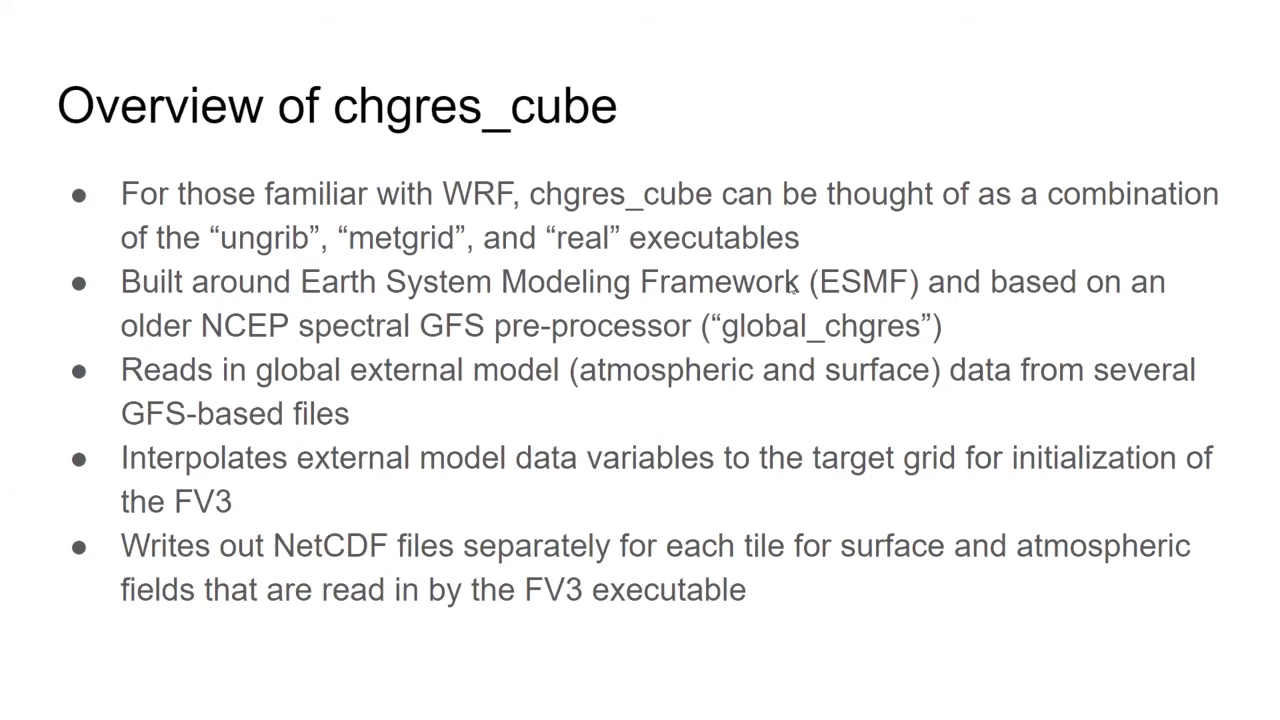 Overview of chgres_cube
● For those familiar with WRF, chgres_cube can be thought of as a combination
of the “ungrib”, “metgrid”, and “real” executables
● Built around Earth System Modeling Framework (ESMF) and based on an
older NCEP spectral GFS pre-processor (“global_chgres”)
● Reads in global external model (atmospheric and surface) data from several
GFS-based files
● Interpolates external model data variables to the target grid for initialization of
the FV3
● Writes out NetCDF files separately for each tile for surface and atmospheric
fields that are read in by the FV3 executable